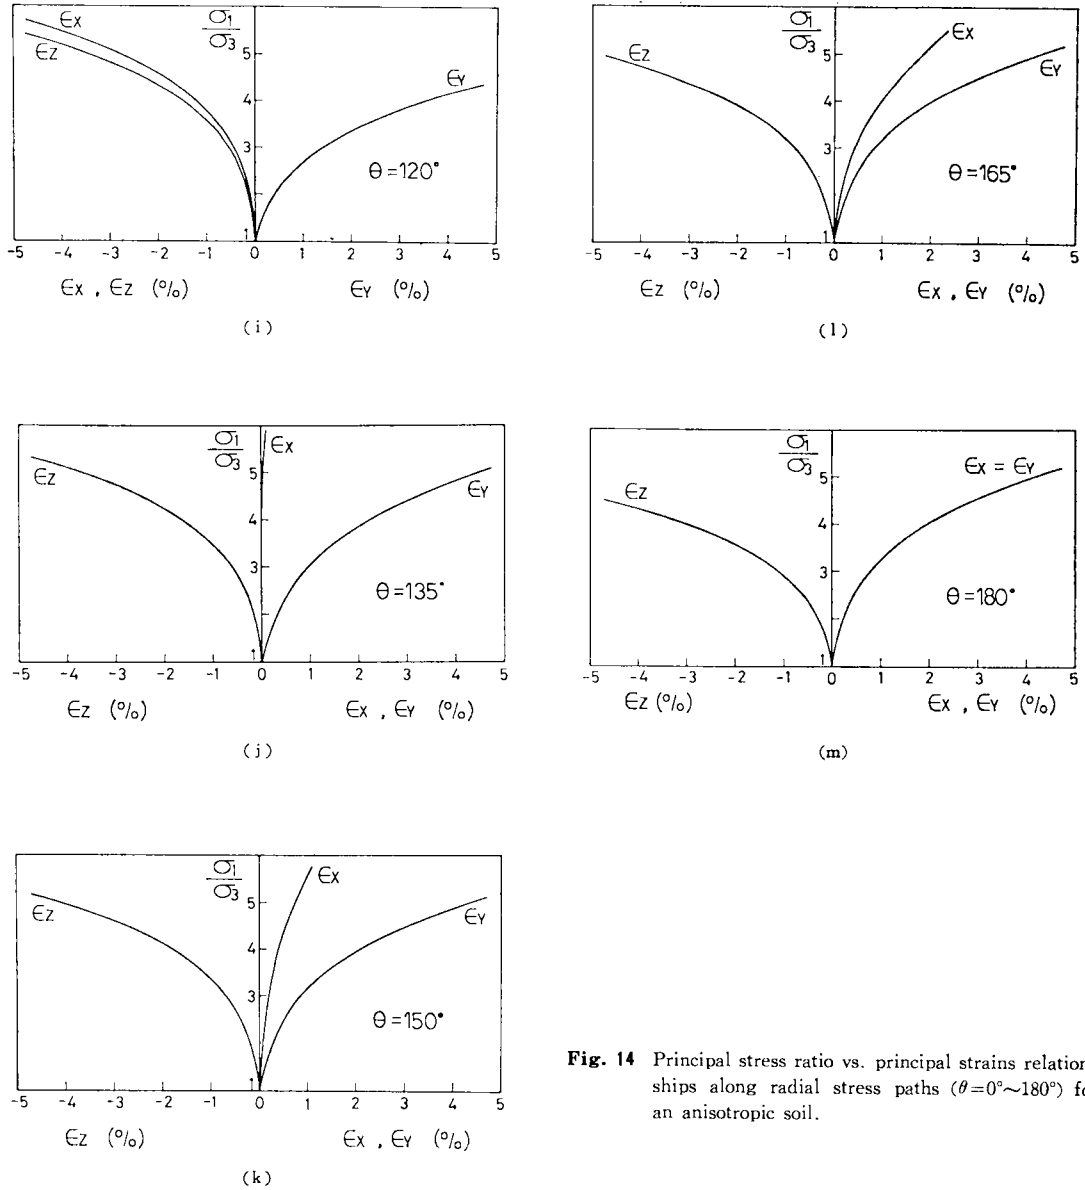 σ1/σ3
εx
εz
εY
5
4
3
1
θ=120°
-5 -4 -3 -2 -1 0 1 2 3 4 5
εx , εz (%) εY (%)
(i)
σ1/σ3
εz
εx
εY
5
4
3
1
θ=165°
-5 -4 -3 -2 -1 0 1 2 3 4 5
εz (%) εx , εY (%)
(l)
σ1/σ3
εx
εz
εY
5
4
3
1
θ=135°
-5 -4 -3 -2 -1 0 1 2 3 4 5
εz (%) εx , εY (%)
(j)
σ1/σ3
εz
εx = εY
5
4
3
1
θ=180°
-5 -4 -3 -2 -1 0 1 2 3 4 5
εz (%) εx , εY (%)
(m)
σ1/σ3
εx
εz
εY
5
4
3
1
θ=150°
-5 -4 -3 -2 -1 0 1 2 3 4 5
εz (%) εx , εY (%)
(k)
Fig. 14 Principal stress ratio vs. principal strains relation
ships along radial stress paths (θ=0°~180°) fo
an anisotropic soil.